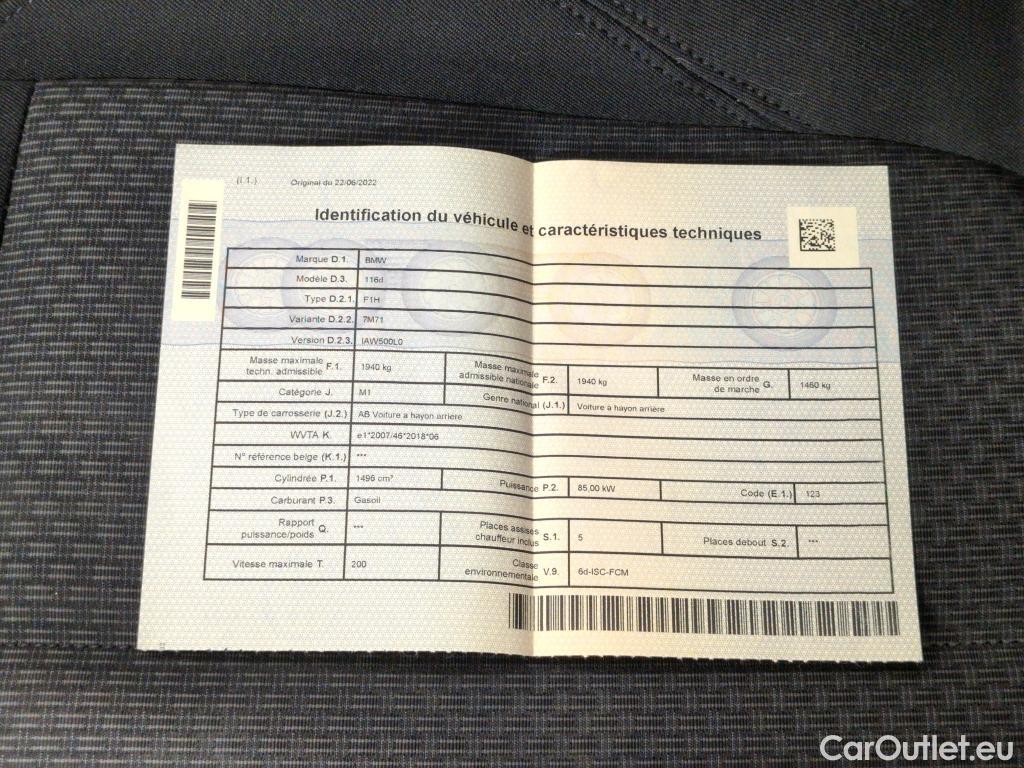 (I.1.) Original du 22/06/2022
Identification du véhicule et caractéristiques techniques
Marque D.1. BMW
Modèle D.3. 116d
Type D.2.1. F1H
Variante D.2.2. 7M71
Version D.2.3. IAW500L0
Masse maximale techn. admissible F.1. 1940 kg Masse maximale admissible nationale F.2. 1940 kg Masse en ordre de marche G. 1460 kg
Catégorie J. M1 Genre national (J.1.) Voiture à hayon arrière
Type de carrosserie (J.2.) AB Voiture à hayon arrière
WVTA K. e1*2007/46*2018*06
N° référence belge (K.1.) ***
Cylindrée P.1. 1496 cm³ Puissance P.2. 85,00 kW Code (E.1.) 123
Carburant P.3. Gasoil
Rapport puissance/poids Q. *** Places assises chauffeur inclus S.1. 5 Places debout S.2. ***
Vitesse maximale T. 200 Classe environnementale V.9. 6d-ISC-FCM
CarOutlet.eu